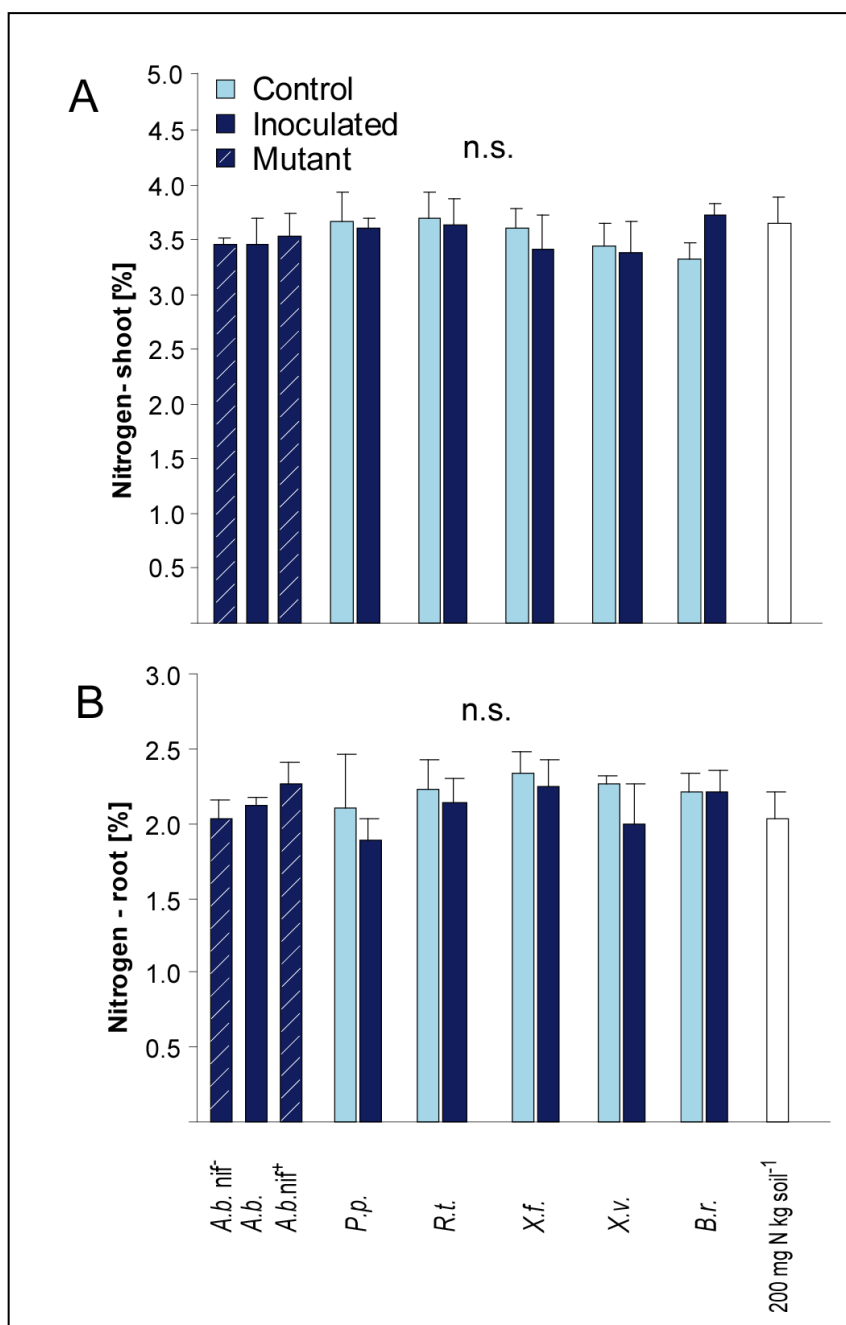 A
Control
Inoculated
Mutant
n.s.
Nitrogen- shoot [%]
5.0
4.5
4.0
3.5
3.0
2.5
2.0
1.5
1.0
0.5
B
n.s.
Nitrogen - root [%]
3.0
2.5
2.0
1.5
1.0
0.5
A.b. nif⁻
A.b.
A.b.nif⁺
P.p.
R.t.
X.f.
X.v.
B.r.
200 mg N kg soil⁻¹